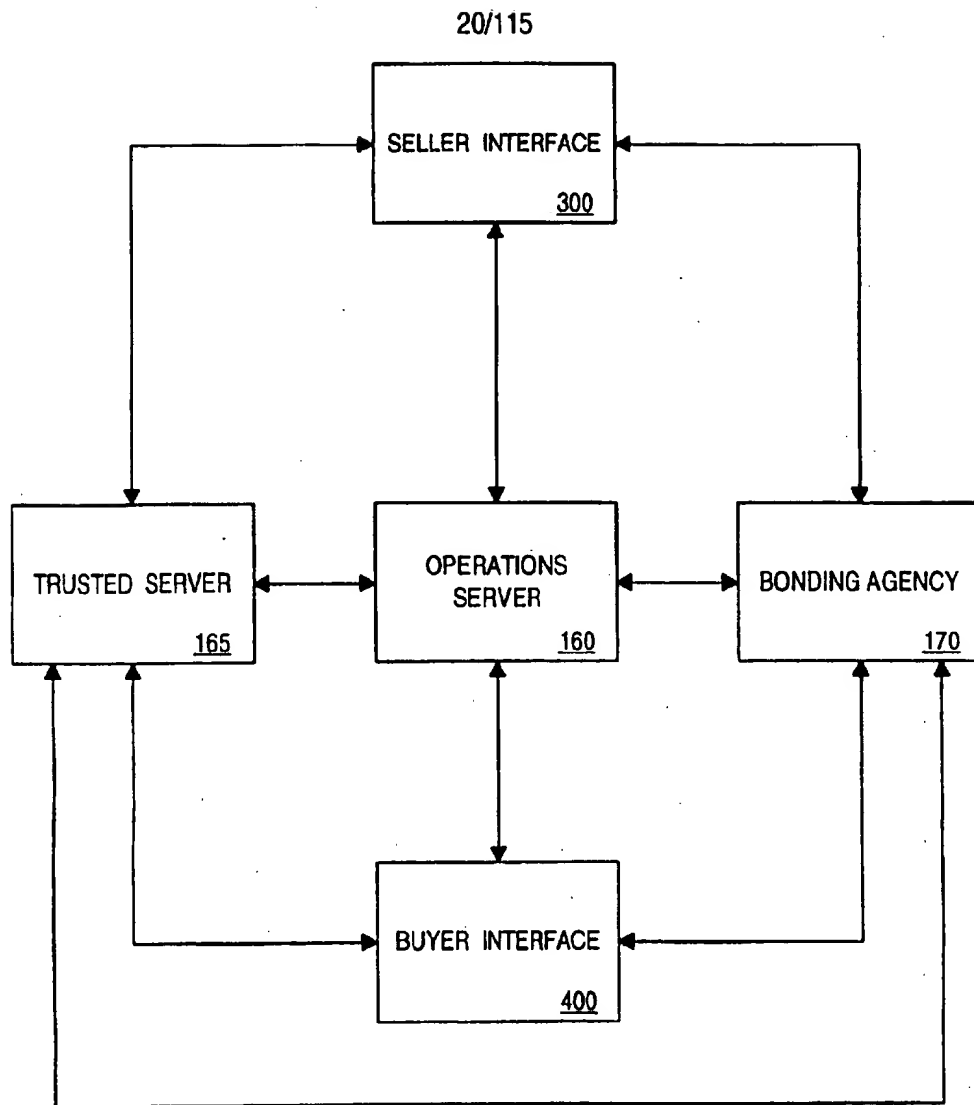 20/115
SELLER INTERFACE
300
TRUSTED SERVER
165
OPERATIONS
SERVER
160
BONDING AGENCY
170
BUYER INTERFACE
400